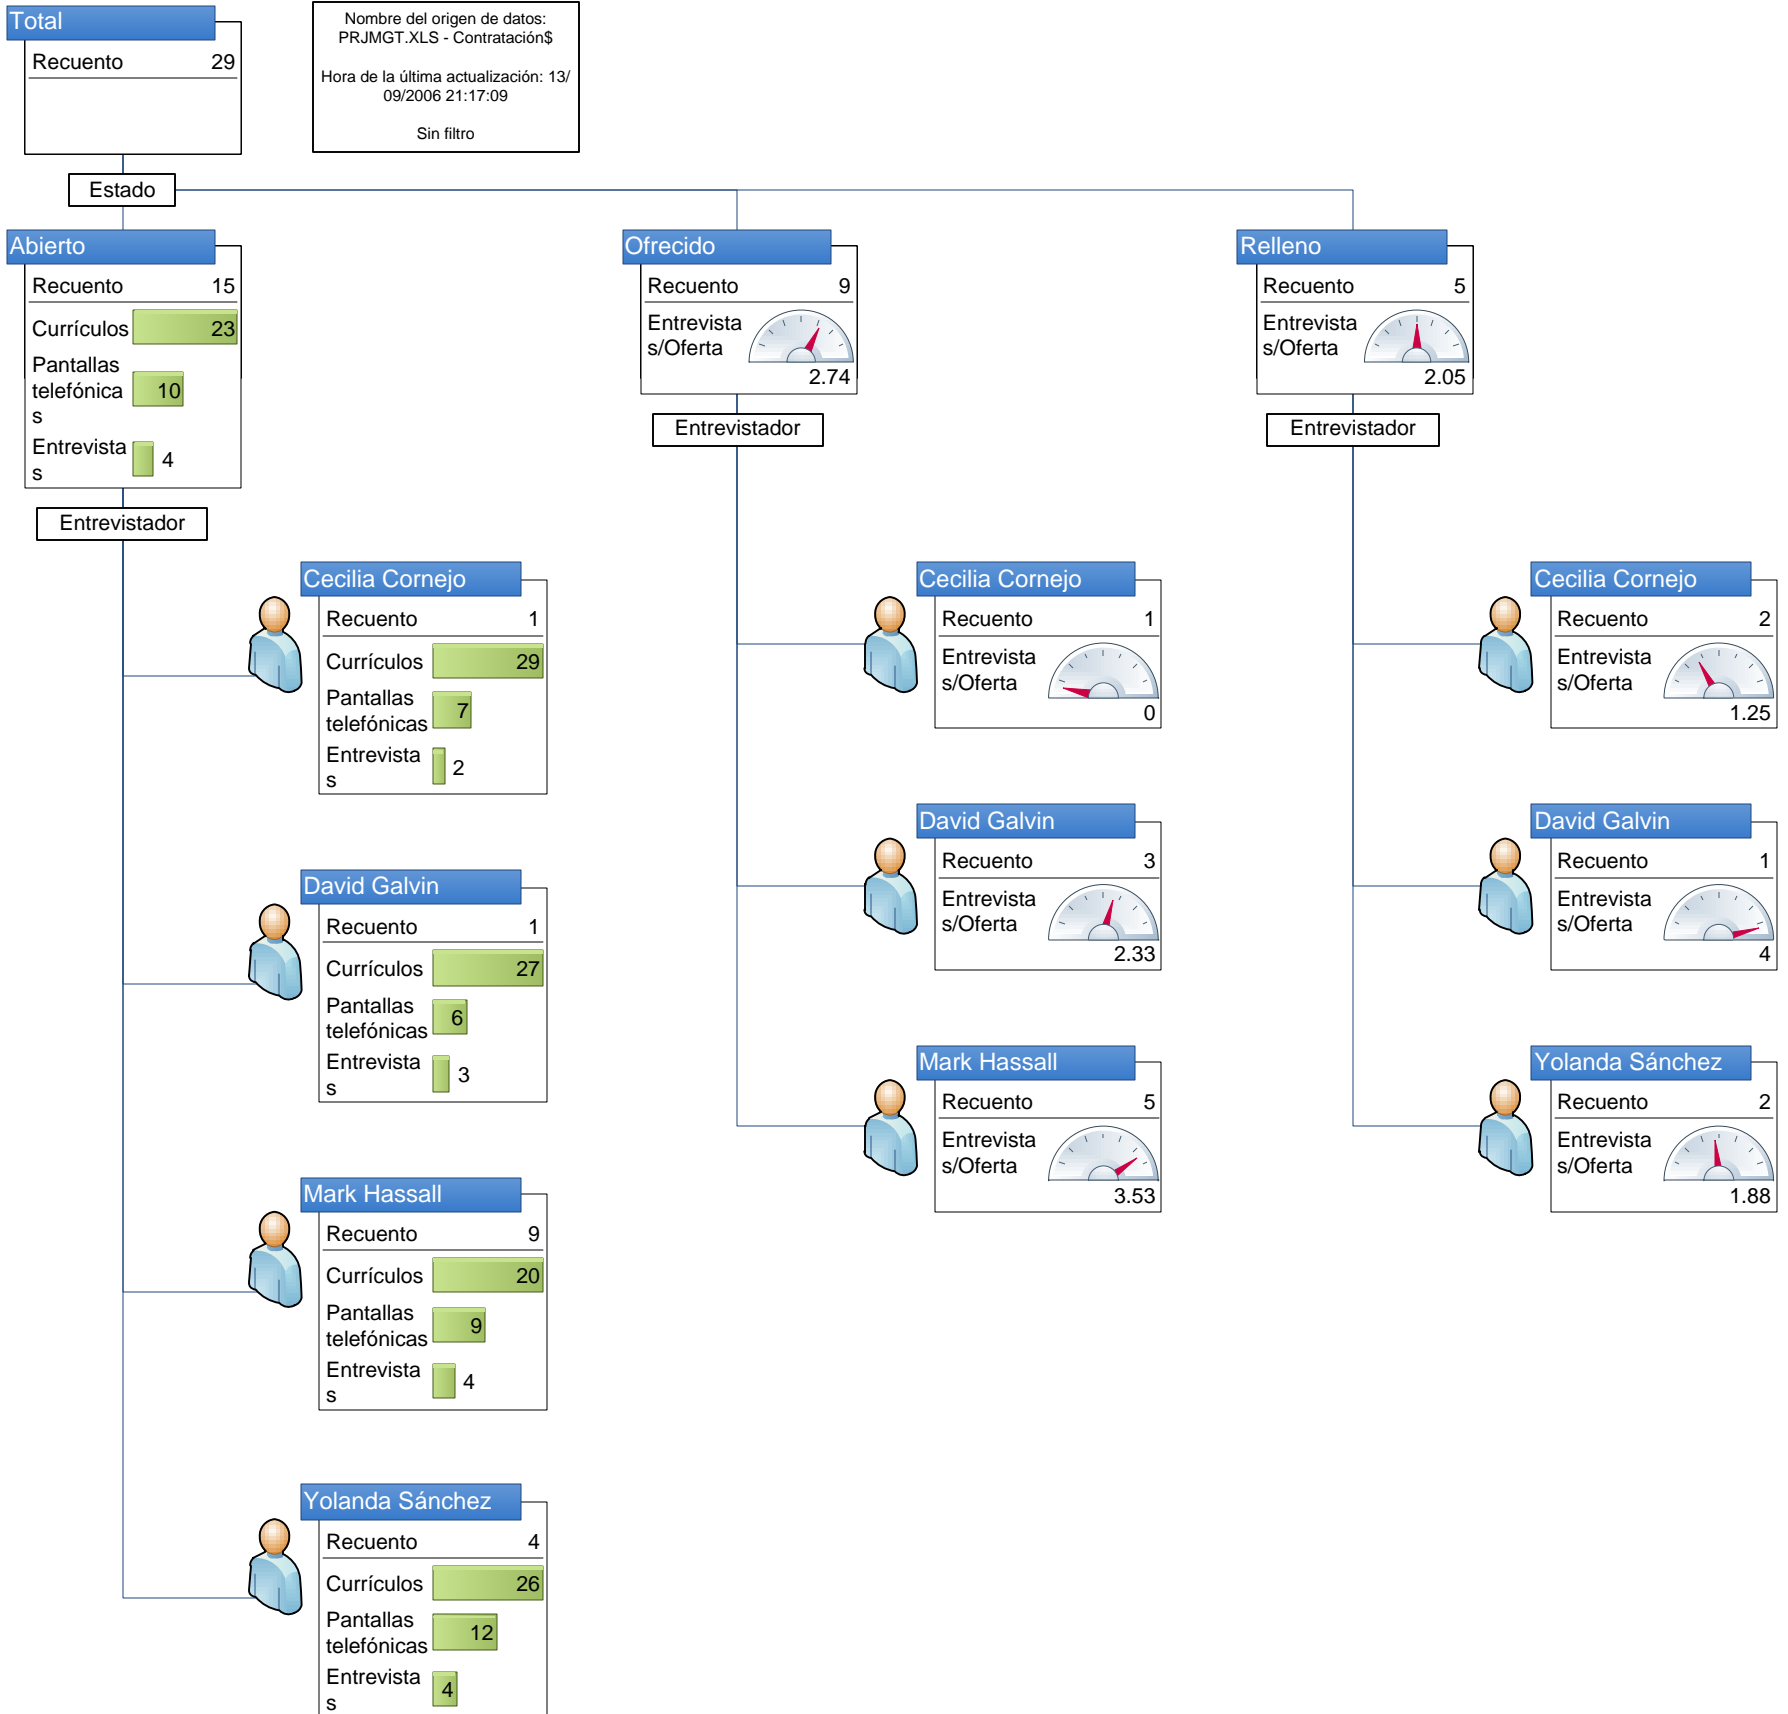 Total
Recuento 29
Nombre del origen de datos:
PRJMGT.XLS - Contratación$
Hora de la última actualización: 13/
09/2006 21:17:09
Sin filtro
Estado
Abierto
Recuento 15
Currículos 23
Pantallas
telefónica
s
10
Entrevista
s
4
Entrevistador
Ofrecido
Recuento 9
Entrevista
s/Oferta
2.74
Entrevistador
Relleno
Recuento 5
Entrevista
s/Oferta
2.05
Entrevistador
Cecilia Cornejo
Recuento 1
Currículos 29
Pantallas
telefónicas
7
Entrevista
s
2
David Galvin
Recuento 1
Currículos 27
Pantallas
telefónicas
6
Entrevista
s
3
Mark Hassall
Recuento 9
Currículos 20
Pantallas
telefónicas
9
Entrevista
s
4
Yolanda Sánchez
Recuento 4
Currículos 26
Pantallas
telefónicas
12
Entrevista
s
4
Cecilia Cornejo
Recuento 1
Entrevista
s/Oferta
0
David Galvin
Recuento 3
Entrevista
s/Oferta
2.33
Mark Hassall
Recuento 5
Entrevista
s/Oferta
3.53
Cecilia Cornejo
Recuento 2
Entrevista
s/Oferta
1.25
David Galvin
Recuento 1
Entrevista
s/Oferta
4
Yolanda Sánchez
Recuento 2
Entrevista
s/Oferta
1.88